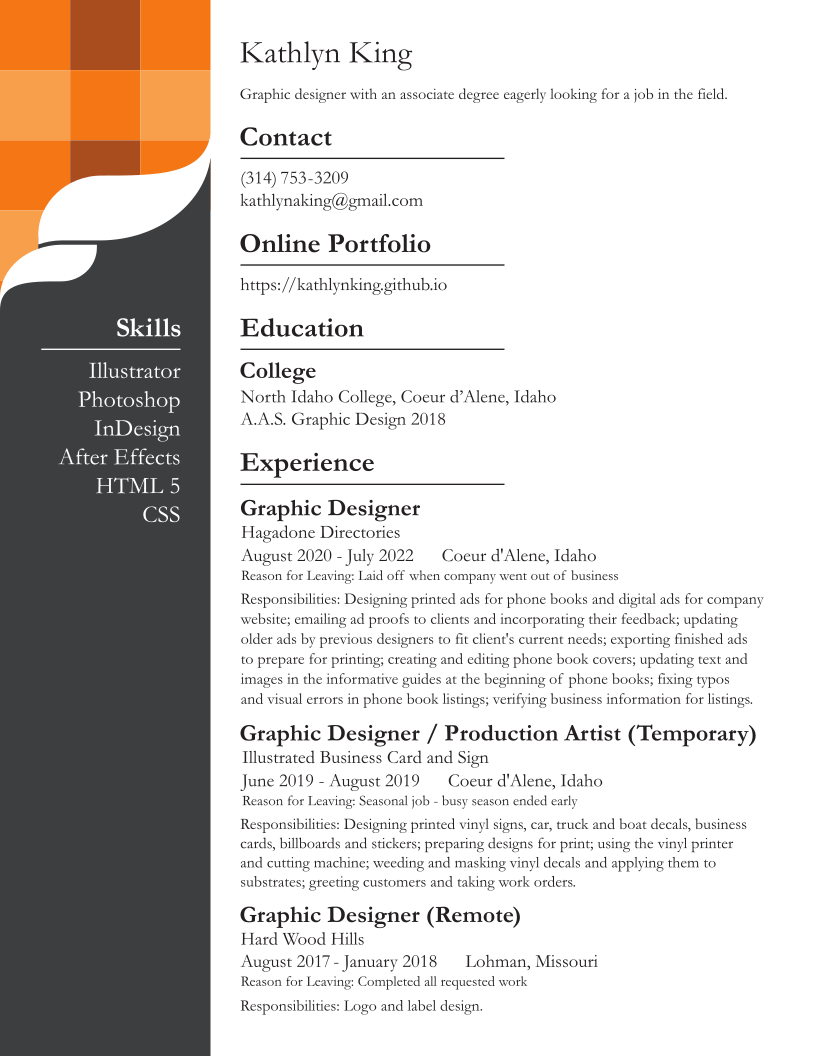 Kathlyn King
Graphic designer with an associate degree eagerly looking for a job in the field.
Contact
(314) 753-3209
kathlynaking@gmail.com
Online Portfolio
https://kathlynking.github.io
Education
College
North Idaho College, Coeur d’Alene, Idaho
A.A.S. Graphic Design 2018
Experience
Graphic Designer
Hagadone Directories
August 2020 - July 2022 Coeur d'Alene, Idaho
Reason for Leaving: Laid off when company went out of business
Responsibilities: Designing printed ads for phone books and digital ads for company
website; emailing ad proofs to clients and incorporating their feedback; updating
older ads by previous designers to fit client's current needs; exporting finished ads
to prepare for printing; creating and editing phone book covers; updating text and
images in the informative guides at the beginning of phone books; fixing typos
and visual errors in phone book listings; verifying business information for listings.
Graphic Designer / Production Artist (Temporary)
Illustrated Business Card and Sign
June 2019 - August 2019 Coeur d'Alene, Idaho
Reason for Leaving: Seasonal job - busy season ended early
Responsibilities: Designing printed vinyl signs, car, truck and boat decals, business
cards, billboards and stickers; preparing designs for print; using the vinyl printer
and cutting machine; weeding and masking vinyl decals and applying them to
substrates; greeting customers and taking work orders.
Graphic Designer (Remote)
Hard Wood Hills
August 2017 - January 2018 Lohman, Missouri
Reason for Leaving: Completed all requested work
Responsibilities: Logo and label design.
Skills
Illustrator
Photoshop
InDesign
After Effects
HTML 5
CSS